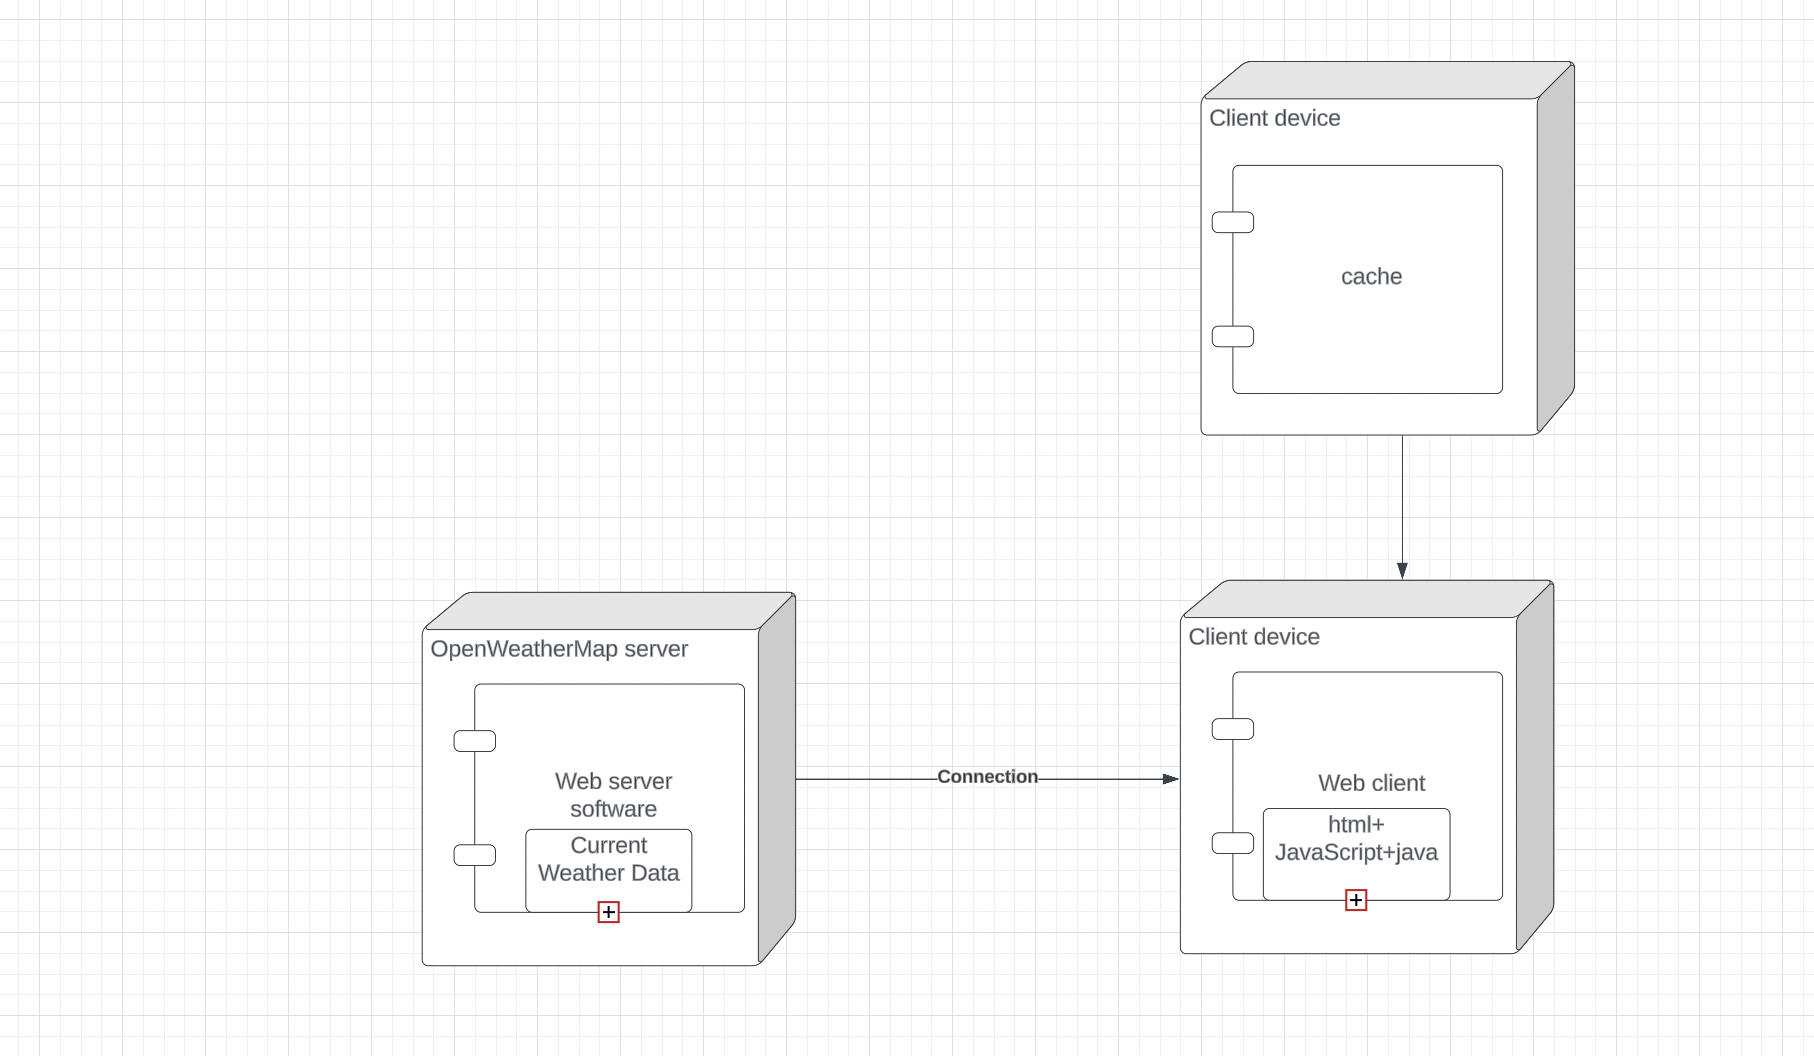 Client device
cache
OpenWeatherMap server
Web server
software
Current
Weather Data
Connection
Client device
Web client
html+
JavaScript+java